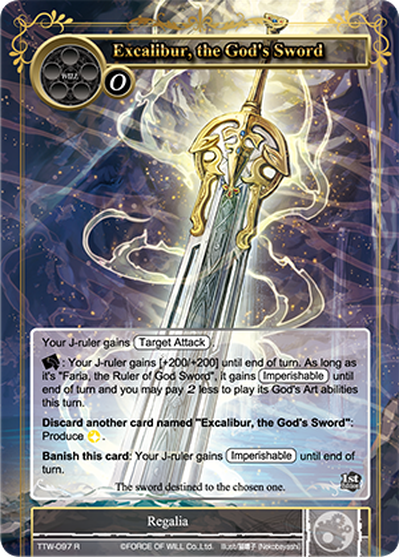 Excalibur, the God's Sword
WILL
0
Your J-ruler gains Target Attack.
: Your J-ruler gains [+200/+200] until end of turn. As long as
it's "Faria, the Ruler of God Sword", it gains Imperishable until
end of turn and you may pay 2 less to play its God's Art abilities
this turn.
Discard another card named "Excalibur, the God's Sword":
Produce .
Banish this card: Your J-ruler gains Imperishable until end of
turn.
The sword destined to the chosen one.
1st
Edition
Regalia
TTW-097 R ©FORCE OF WILL Co.,Ltd. Illust/ (Nekobayashi)